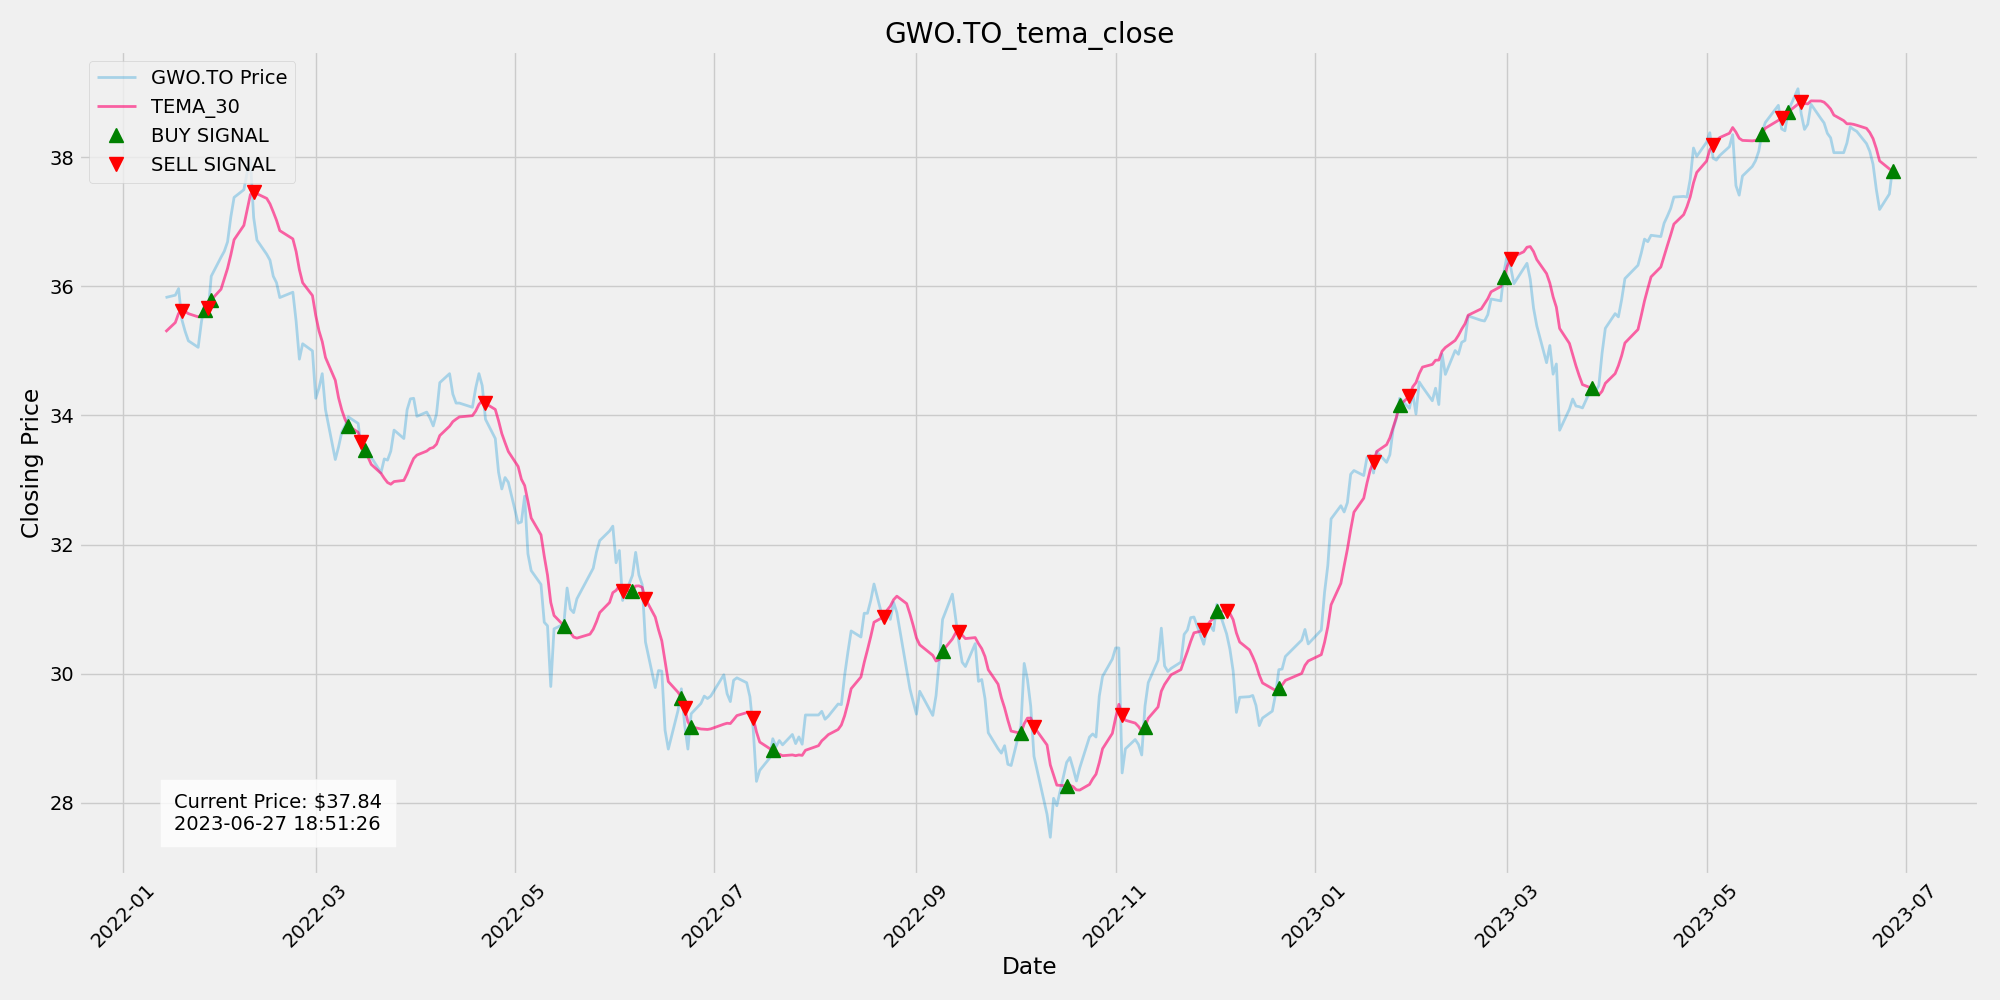 GWO.TO_tema_close
GWO.TO Price
TEMA_30
BUY SIGNAL
SELL SIGNAL
38
36
34
32
30
28
Closing Price
Current Price: $37.84
2023-06-27 18:51:26
2022-01
2022-03
2022-05
2022-07
2022-09
2022-11
2023-01
2023-03
2023-05
2023-07
Date